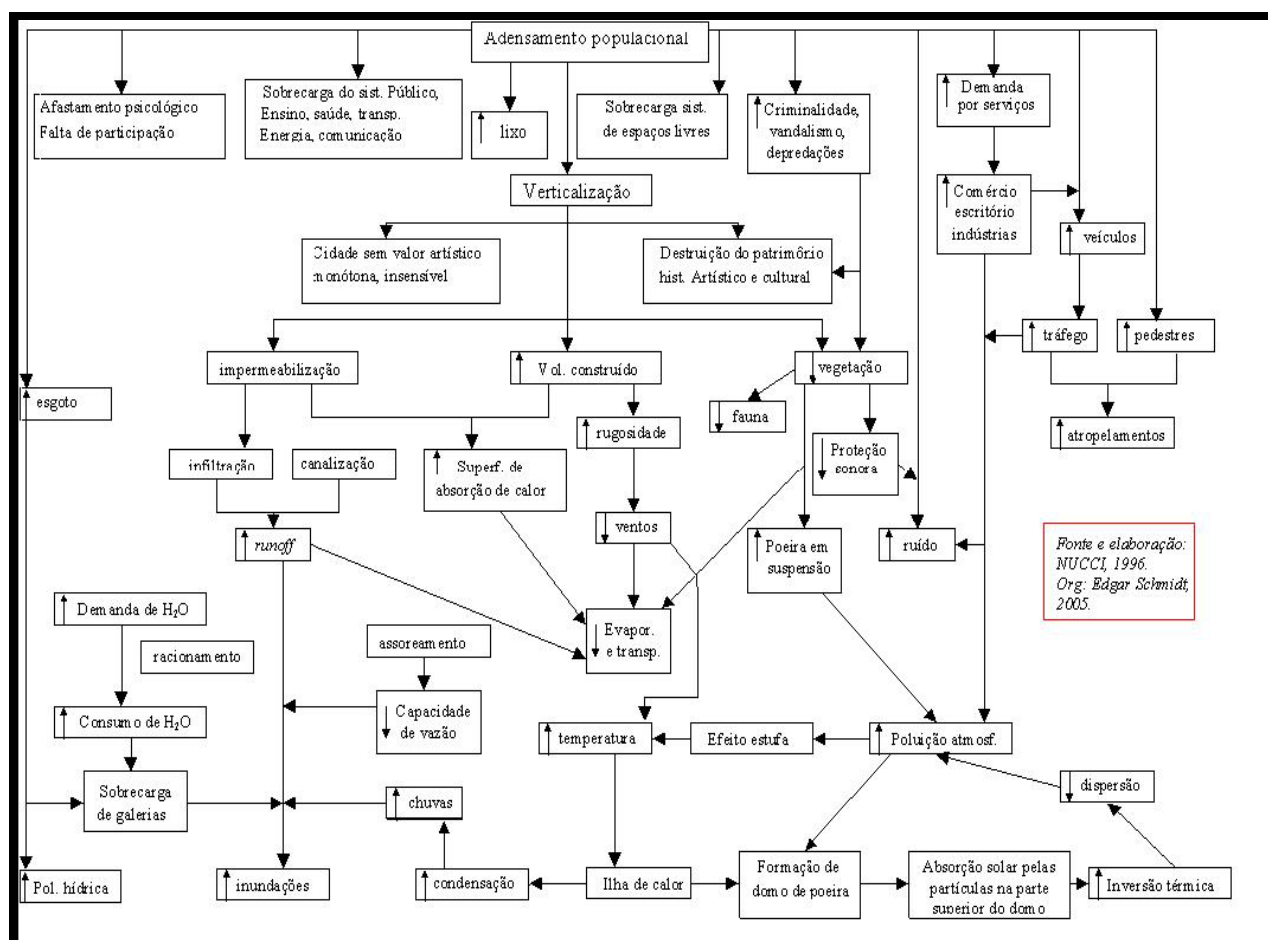 Adensamento populacional
Afastamento psicológico
Falta de participação
Sobrecarga do sist. Público,
Ensino, saúde, transp.
Energia, comunicação
lixo
Sobrecarga sist.
de espaços livres
Criminalidade,
vandalismo,
depredações
Demanda
por serviços
Verticalização
Comércio
escritório
indústrias
veículos
Cidade sem valor artístico
monótona, insensível
Destruição do patrimôrio
hist. Artístico e cultural
tráfego
pedestres
impermeabilização
Vol. construído
vegetação
esgoto
fauna
rugosidade
atropelamentos
infiltração
canalização
Superf. de
absorção de calor
Proteção
sonora
runoff
ventos
Poeira em
suspensão
ruído
Fonte e elaboração:
NUCCI, 1996.
Org: Edgar Schmidt,
2005.
Demanda de H₂O
racionamento
assoreamento
Evapor.
e transp.
Consumo de H₂O
Capacidade
de vazão
temperatura
Efeito estufa
Poluição atmosf.
Sobrecarga
de galerias
chuvas
dispersão
Pol. hídrica
inundações
condensação
Ilha de calor
Formação de
domo de poeira
Absorção solar pelas
partículas na parte
superior do domo
Inversão térmica